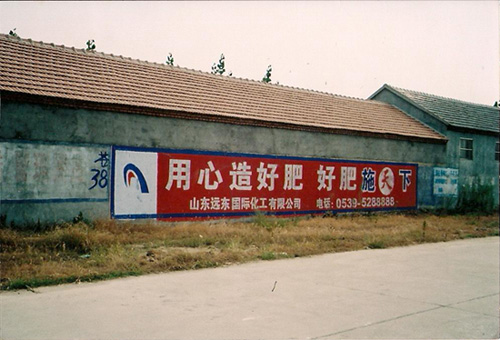 苍
38
用心造好肥 好肥施天下
山东远东国际化工有限公司 电话：0539-5288888